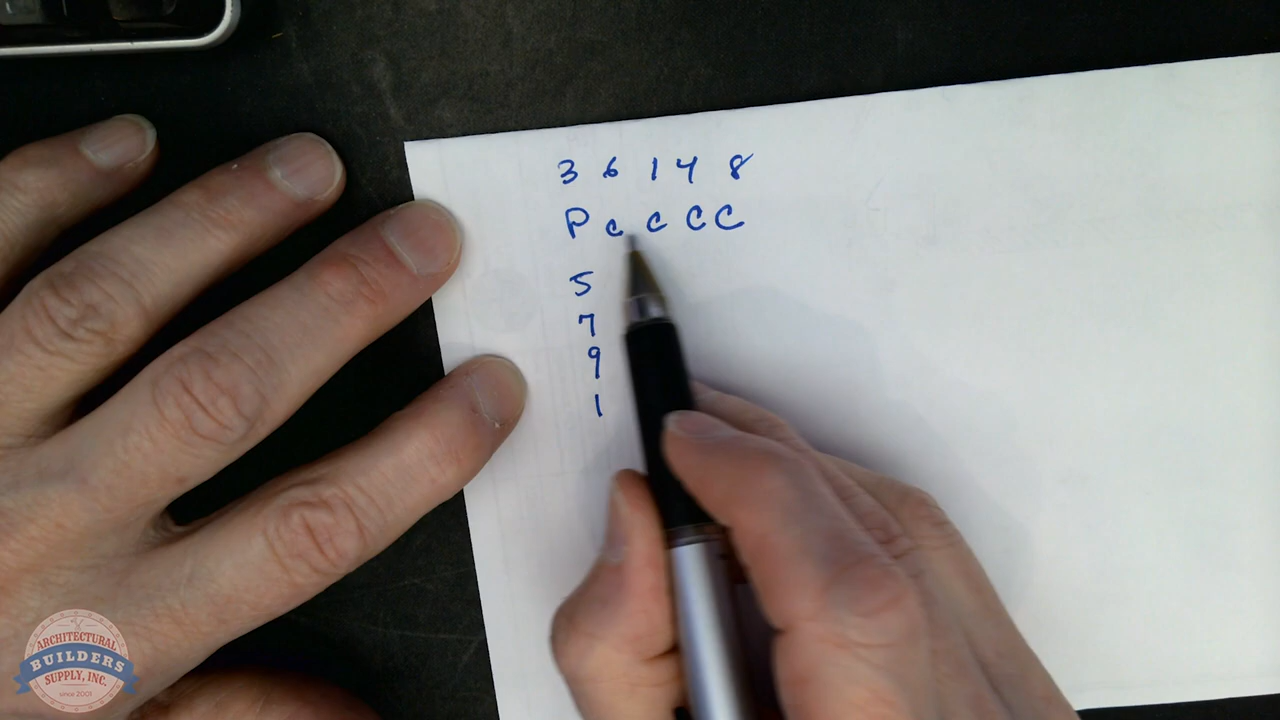 3 6 1 4 8
P c c C C
5
7
9
1
ARCHITECTURAL
BUILDERS
SUPPLY, INC.
since 2001